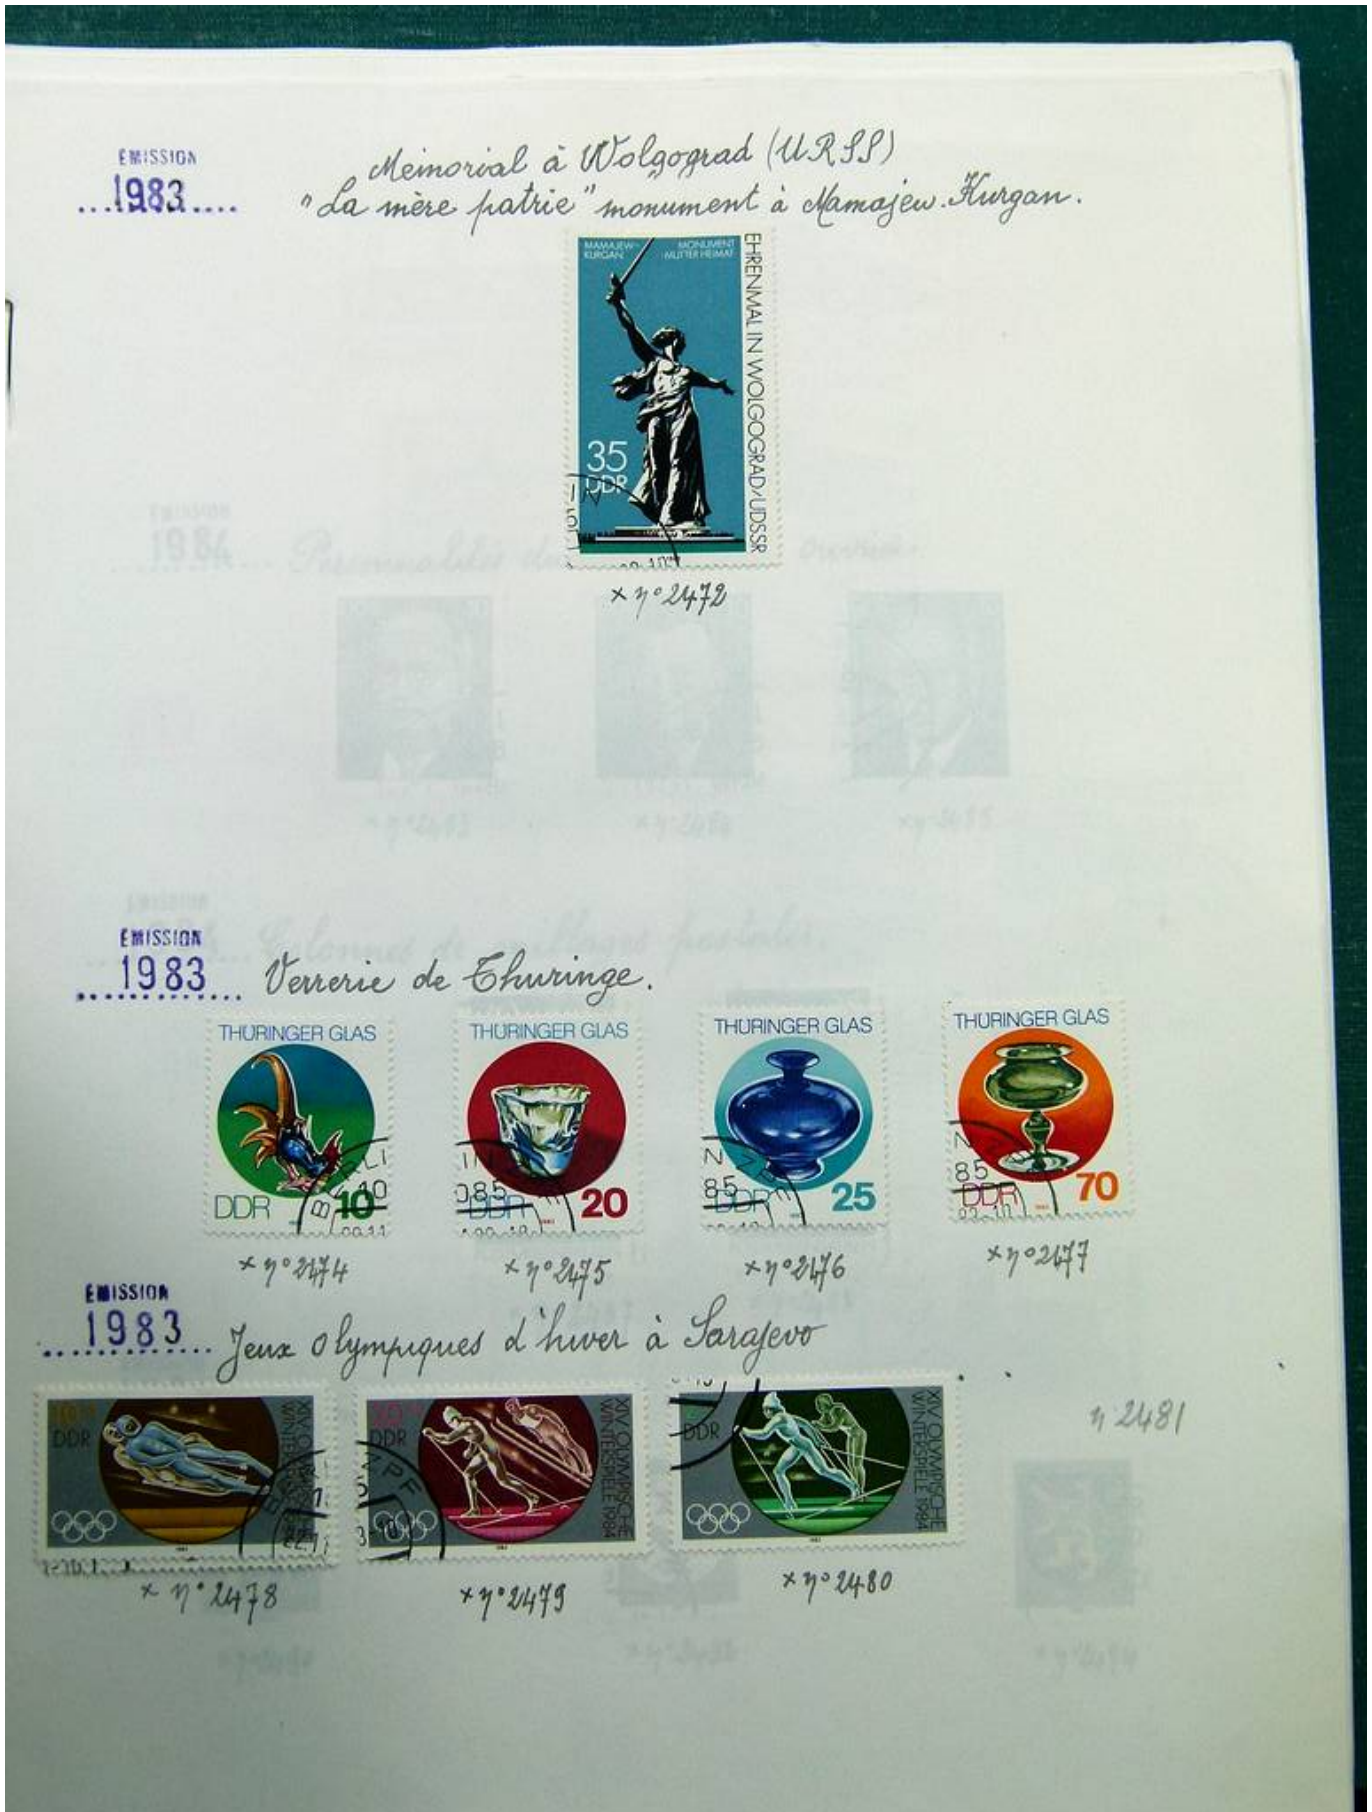 EMISSION
1983
Mémorial à Wolgograd (URSS)
"La mère patrie" monument à Mamajew-Kurgan.
MAMAJEW-
KURGAN
MONUMENT
MUTTER HEIMAT
EHRENMAL IN WOLGOGRAD/UDSSR
35
DDR
x n° 2472
EMISSION
1984
EMISSION
1983
Verrerie de Thuringe.
THÜRINGER GLAS
DDR
10
THÜRINGER GLAS
DDR
20
THÜRINGER GLAS
DDR
25
THÜRINGER GLAS
DDR
70
x n° 2474
x n° 2475
x n° 2476
x n° 2477
EMISSION
1983
Jeux Olympiques d'hiver à Sarajevo
DDR
XIV. OLYMPISCHE
WINTERSPIELE 1984
DDR
XIV. OLYMPISCHE
WINTERSPIELE 1984
DDR
XIV. OLYMPISCHE
WINTERSPIELE 1984
n 2481
x n° 2478
x n° 2479
x n° 2480